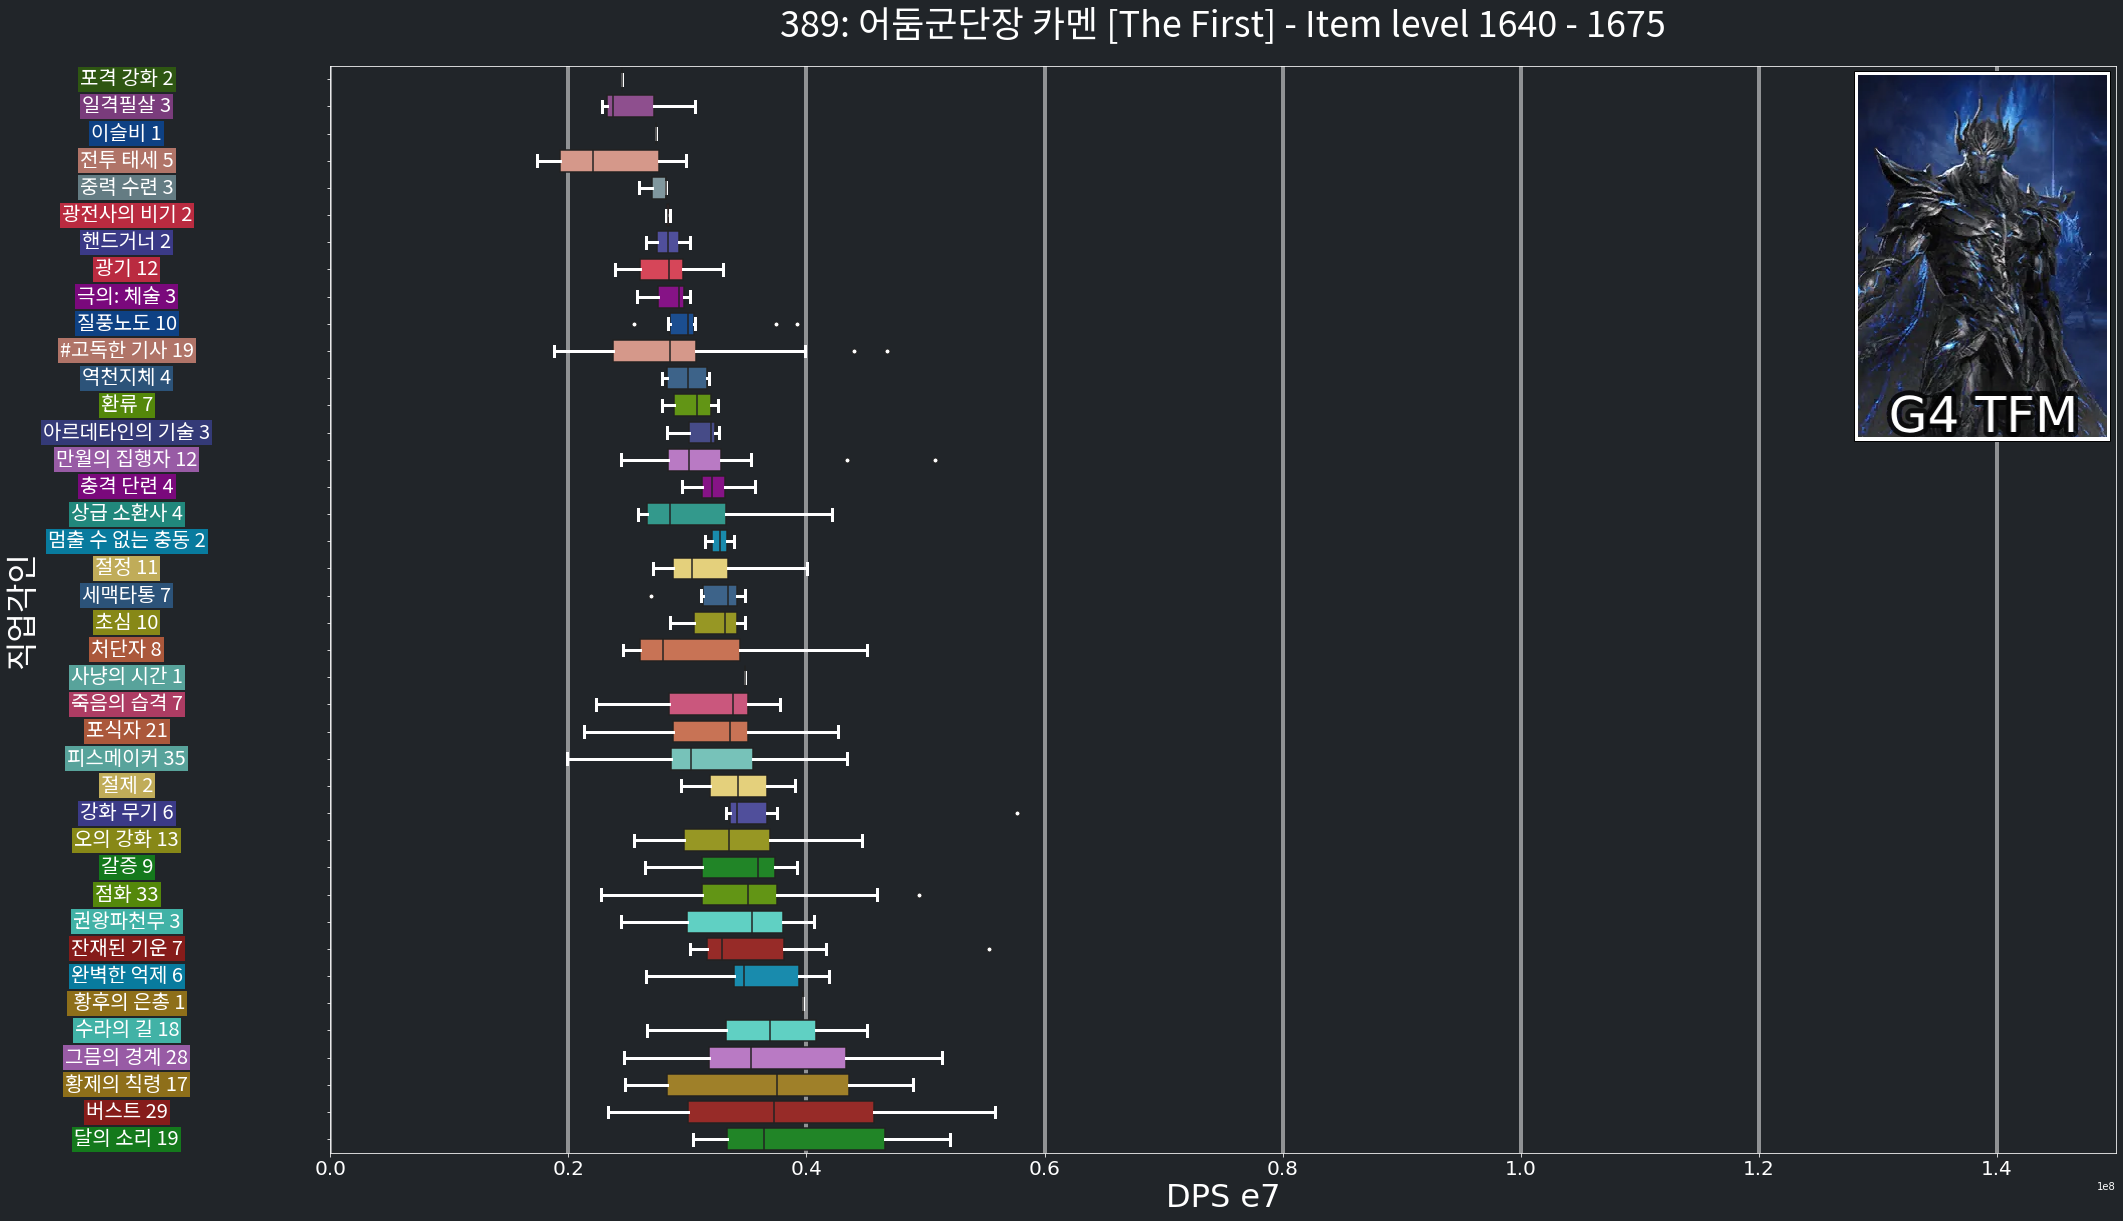 389: 어둠군단장 카멘 [The First] - Item level 1640 - 1675
포격 강화 2
일격필살 3
이슬비 1
전투 태세 5
중력 수련 3
광전사의 비기 2
핸드거너 2
광기 12
극의: 체술 3
질풍노도 10
#고독한 기사 19
역천지체 4
환류 7
아르데타인의 기술 3
만월의 집행자 12
충격 단련 4
상급 소환사 4
멈출 수 없는 충동 2
절정 11
세맥타통 7
초심 10
처단자 8
사냥의 시간 1
죽음의 습격 7
포식자 21
피스메이커 35
절제 2
강화 무기 6
오의 강화 13
갈증 9
점화 33
권왕파천무 3
잔재된 기운 7
완벽한 억제 6
황후의 은총 1
수라의 길 18
그믐의 경계 28
황제의 칙령 17
버스트 29
달의 소리 19
직업각인
G4 TFM
0.0 0.2 0.4 0.6 0.8 1.0 1.2 1.4
DPS e7
1e8